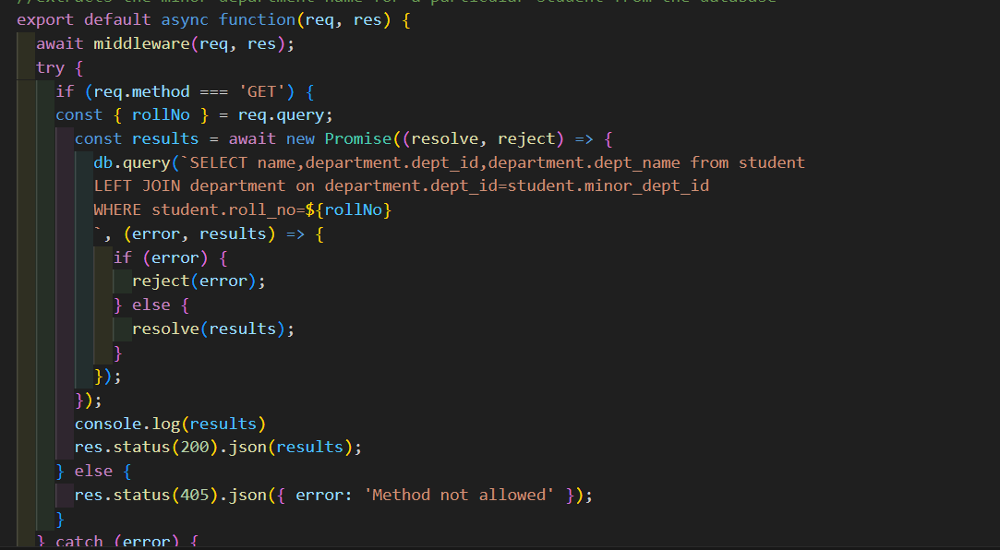 //extracts the minor department name for a particular student from the database
export default async function(req, res) {
await middleware(req, res);
try {
if (req.method === 'GET') {
const { rollNo } = req.query;
const results = await new Promise((resolve, reject) => {
db.query(`SELECT name,department.dept_id,department.dept_name from student
LEFT JOIN department on department.dept_id=student.minor_dept_id
WHERE student.roll_no=${rollNo}
`, (error, results) => {
if (error) {
reject(error);
} else {
resolve(results);
}
});
});
console.log(results)
res.status(200).json(results);
} else {
res.status(405).json({ error: 'Method not allowed' });
}
} catch (error) {